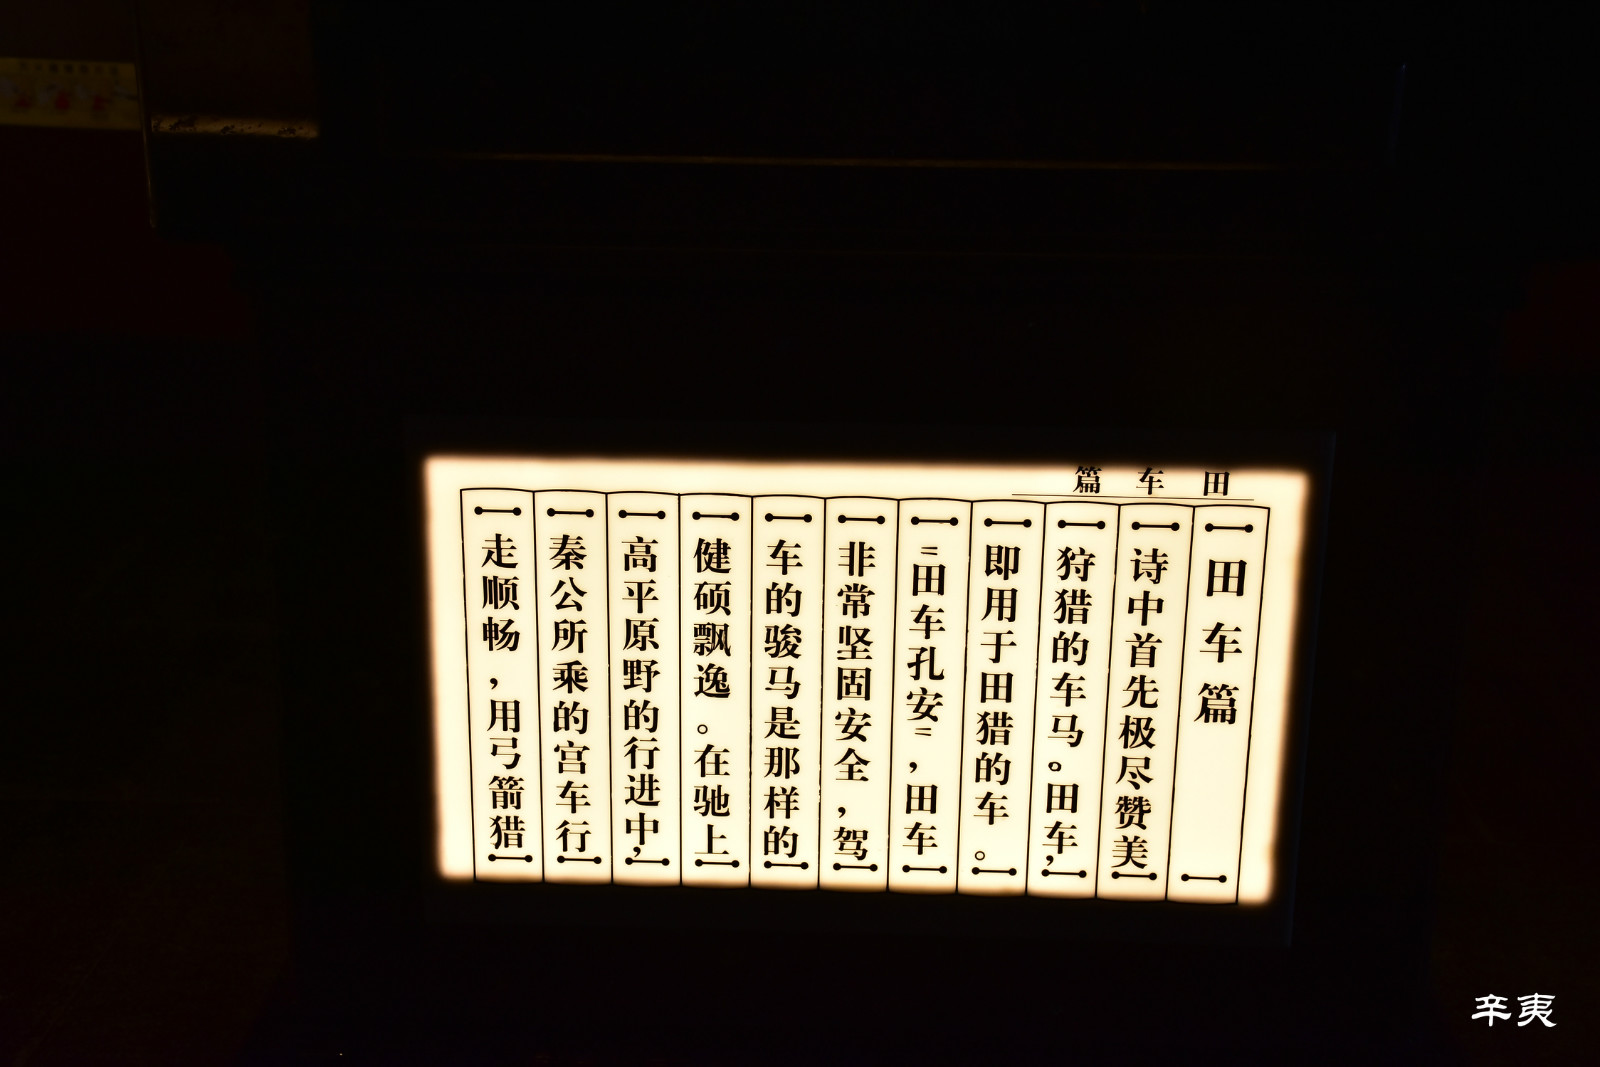 田车篇
田车篇
诗中首先极尽赞美
狩猎的车马。田车，
即用于田猎的车。
"田车孔安"，田车
非常坚固安全，驾
车的骏马是那样的
健硕飘逸。在驰上
高平原野的行进中，
秦公所乘的宫车行
走顺畅，用弓箭猎
辛夷